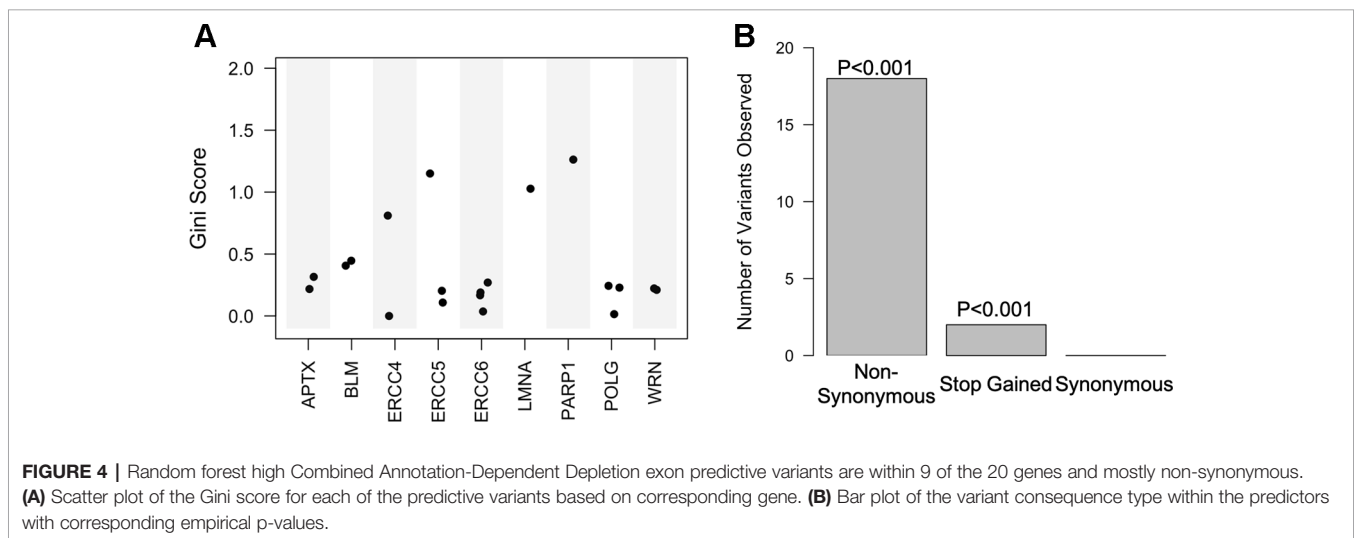 A
2.0
1.5
1.0
0.5
0.0
Gini Score
APTX
BLM
ERCC4
ERCC5
ERCC6
LMNA
PARP1
POLG
WRN
B
20
15
10
5
0
Number of Variants Observed
P<0.001
P<0.001
Non-
Synonymous
Stop Gained
Synonymous
FIGURE 4 | Random forest high Combined Annotation-Dependent Depletion exon predictive variants are within 9 of the 20 genes and mostly non-synonymous.
(A) Scatter plot of the Gini score for each of the predictive variants based on corresponding gene. (B) Bar plot of the variant consequence type within the predictors
with corresponding empirical p-values.